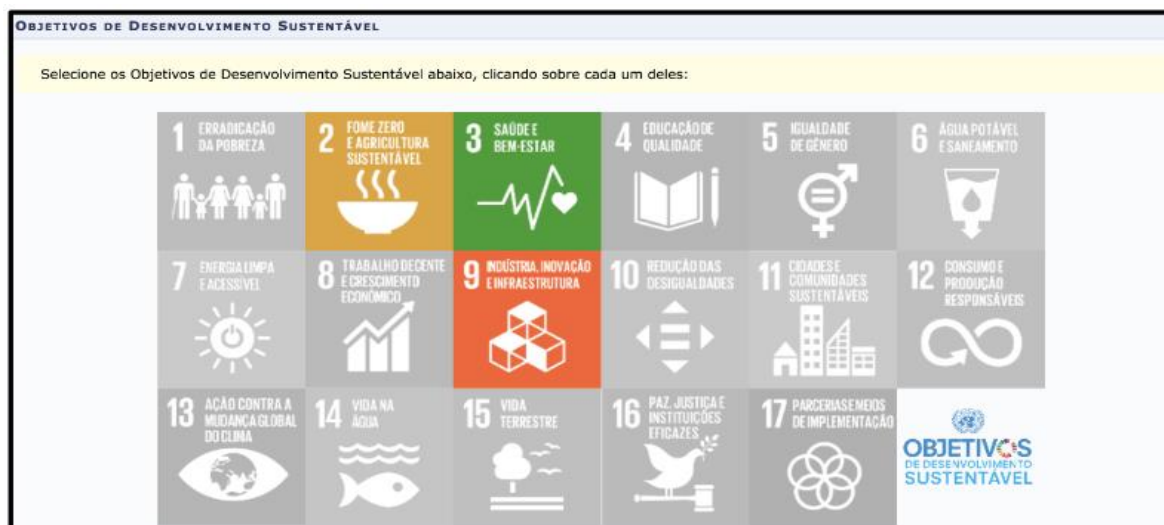 OBJETIVOS DE DESENVOLVIMENTO SUSTENTÁVEL
Selecione os Objetivos de Desenvolvimento Sustentável abaixo, clicando sobre cada um deles:
1 ERRADICAÇÃO
DA POBREZA
2 FOME ZERO
E AGRICULTURA
SUSTENTÁVEL
3 SAÚDE E
BEM-ESTAR
4 EDUCAÇÃO DE
QUALIDADE
5 IGUALDADE
DE GÊNERO
6 ÁGUA POTÁVEL
E SANEAMENTO
7 ENERGIA LIMPA
E ACESSÍVEL
8 TRABALHO DECENTE
E CRESCIMENTO
ECONÔMICO
9 INDÚSTRIA, INOVAÇÃO
E INFRAESTRUTURA
10 REDUÇÃO DAS
DESIGUALDADES
11 CIDADES E
COMUNIDADES
SUSTENTÁVEIS
12 CONSUMO E
PRODUÇÃO
RESPONSÁVEIS
13 AÇÃO CONTRA A
MUDANÇA GLOBAL
DO CLIMA
14 VIDA NA
ÁGUA
15 VIDA
TERRESTRE
16 PAZ, JUSTIÇA E
INSTITUIÇÕES
EFICAZES
17 PARCERIAS E MEIOS
DE IMPLEMENTAÇÃO
OBJETIVOS
DE DESENVOLVIMENTO
SUSTENTÁVEL